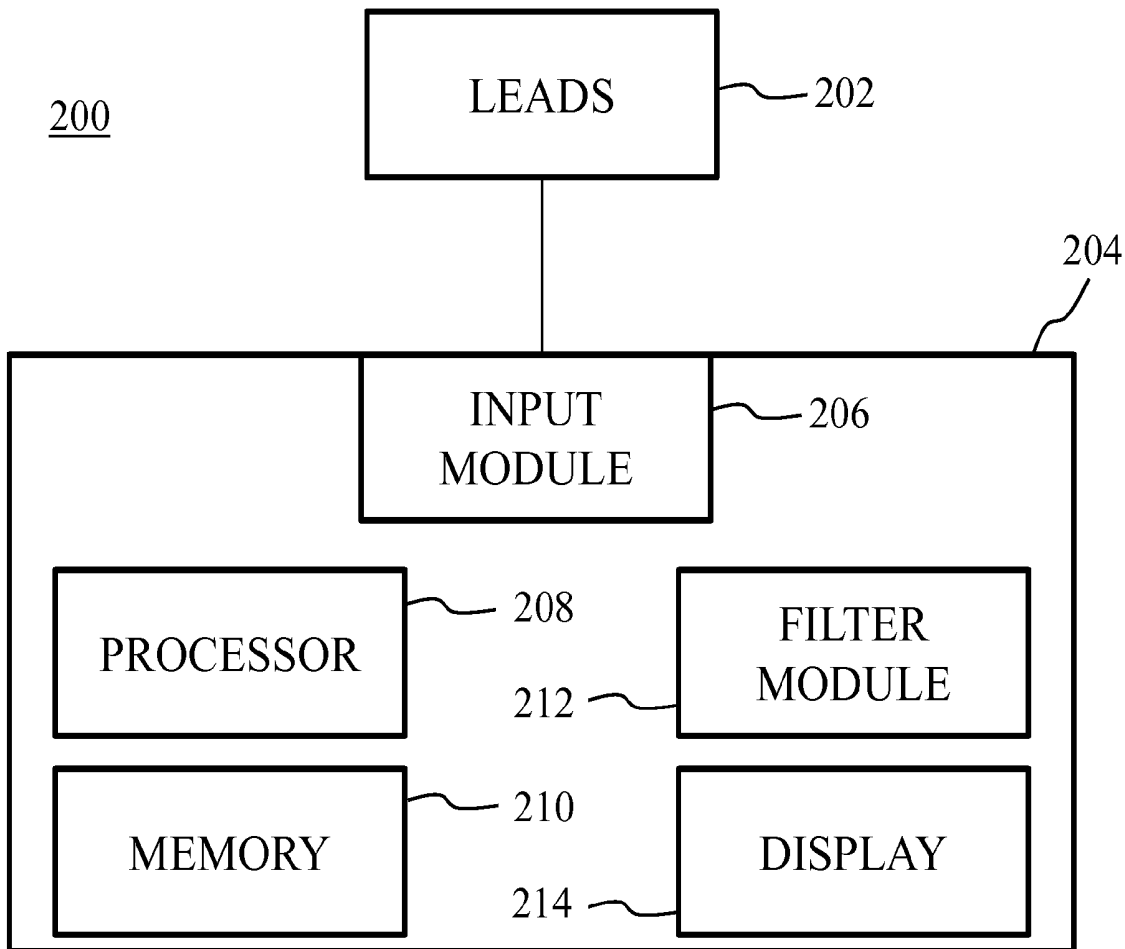 200
LEADS
202
204
INPUT
MODULE
206
PROCESSOR
208
FILTER
MODULE
212
MEMORY
210
DISPLAY
214